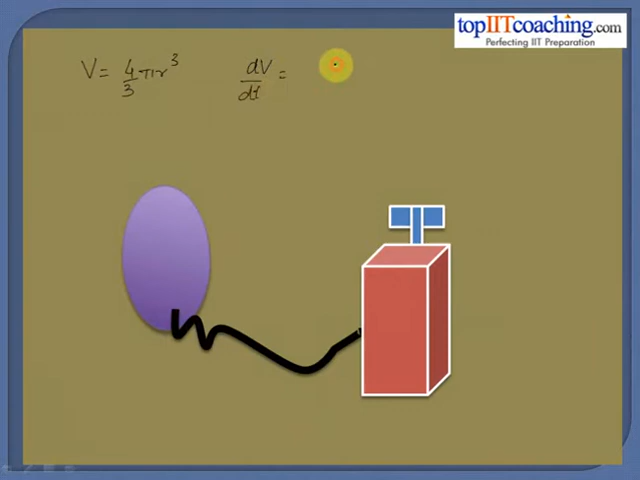 topIITcoaching.com
Perfecting IIT Preparation
V = 4/3 πr³
dV/dt =